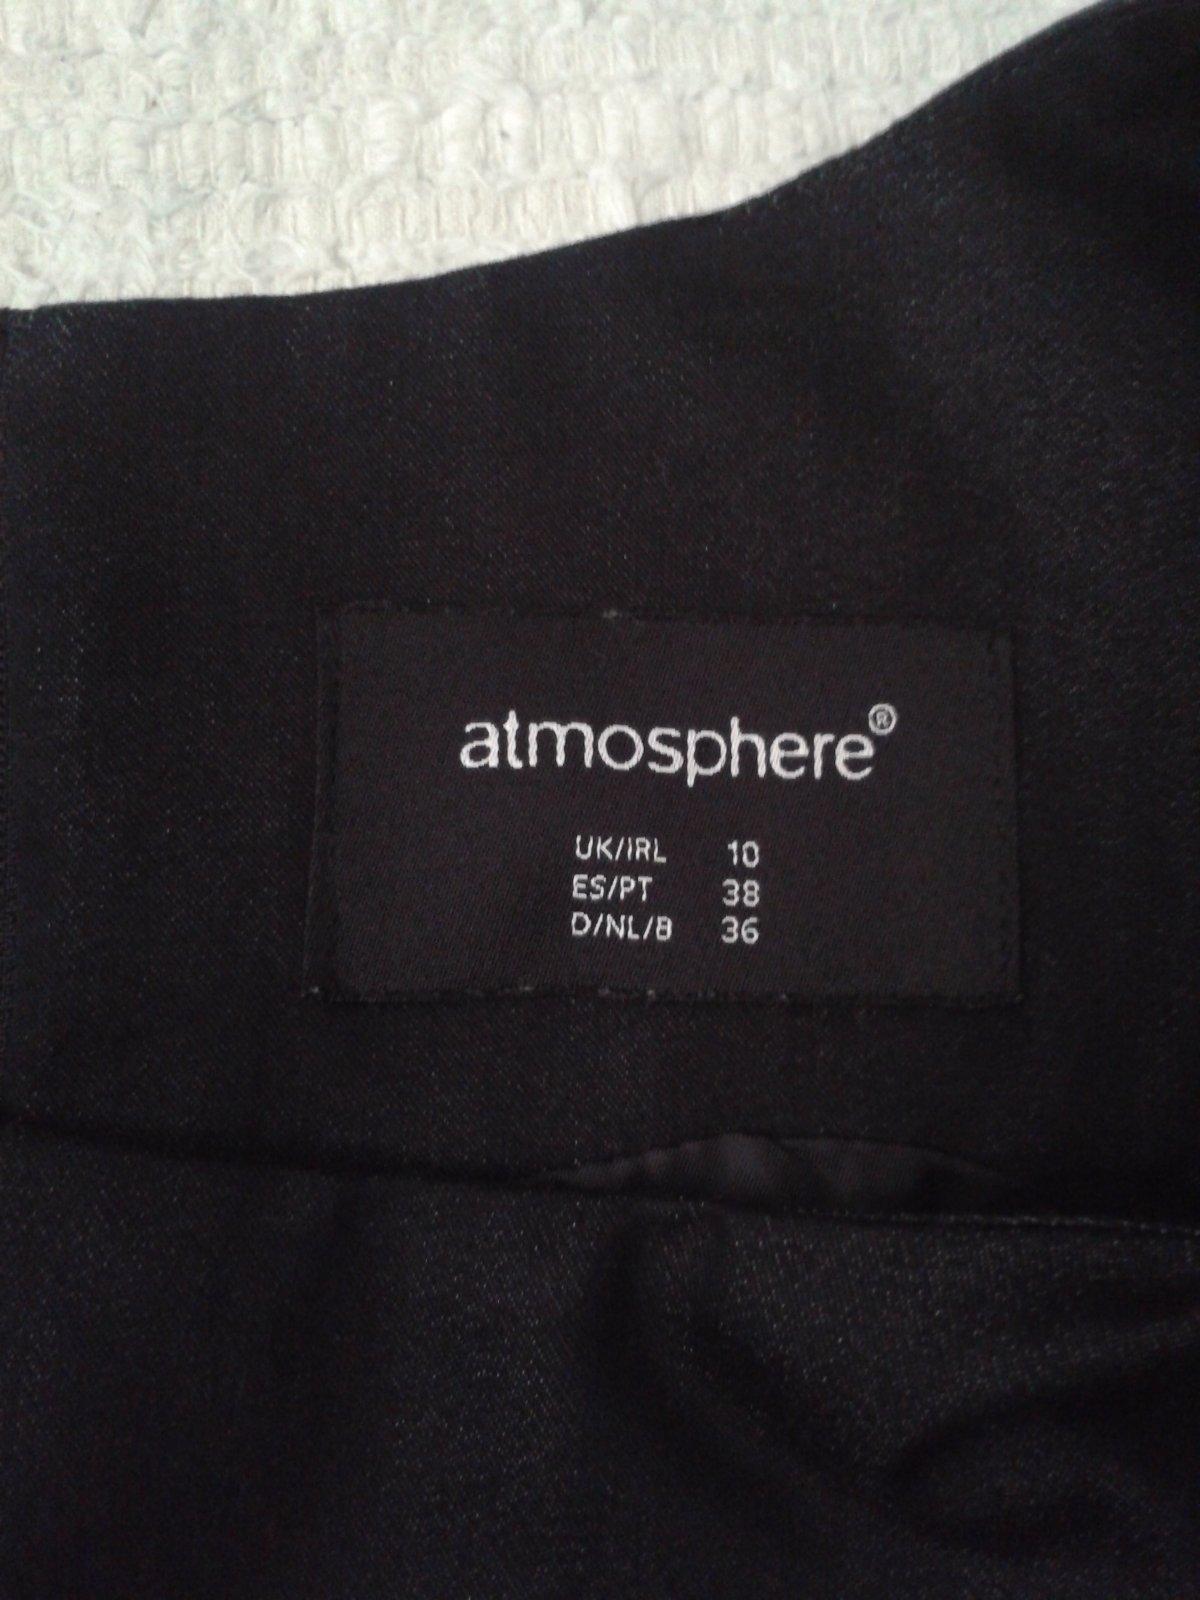 atmosphere®
UK/IRL 10
ES/PT 38
D/NL/B 36